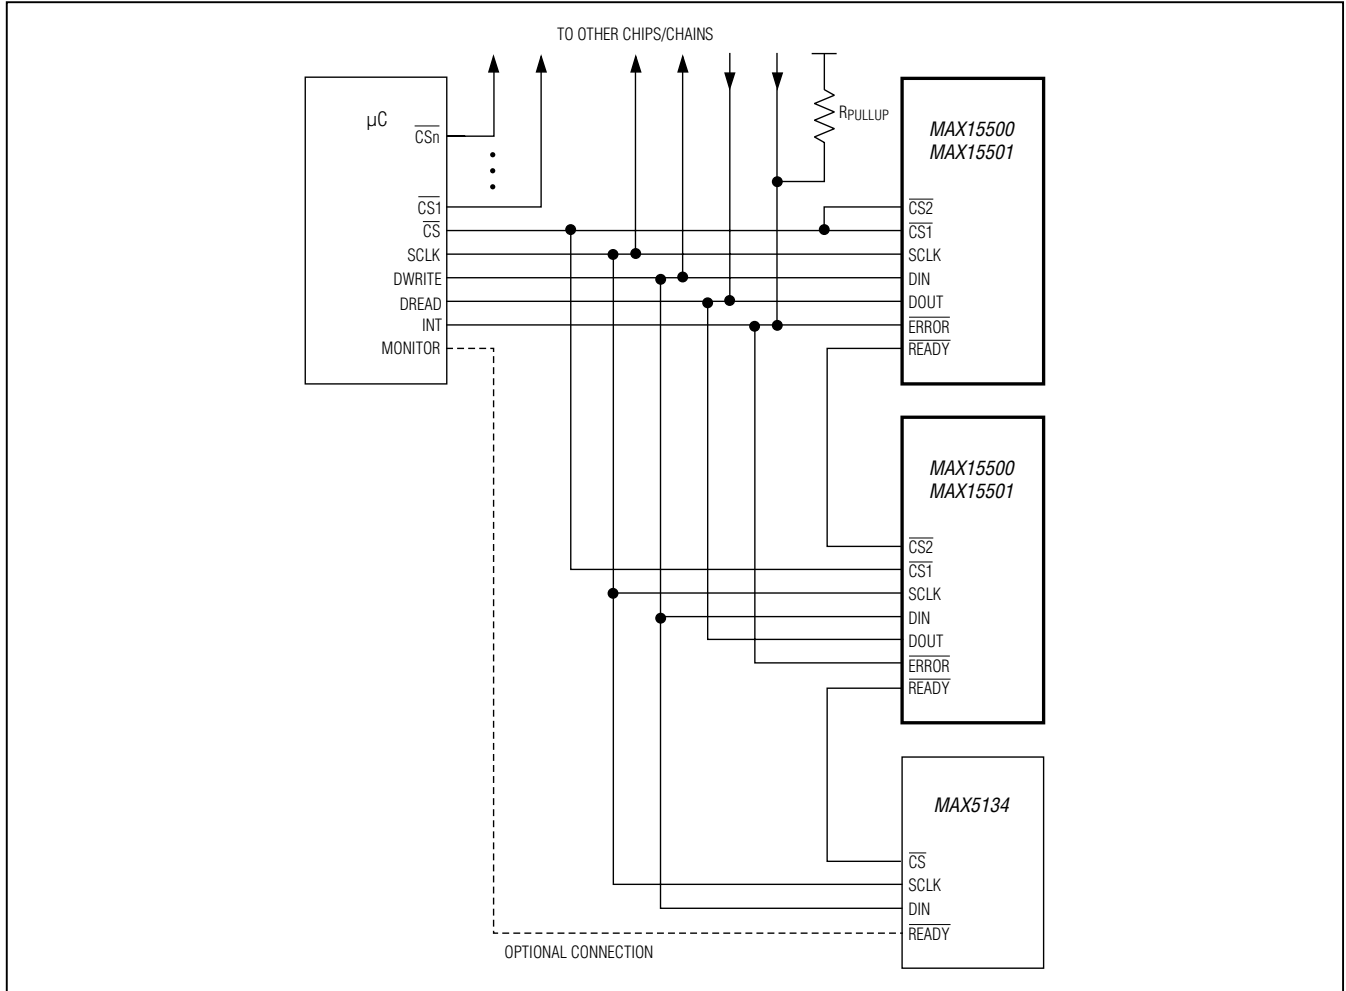 TO OTHER CHIPS/CHAINS
µC
CSn
CS1
CS
SCLK
DWRITE
DREAD
INT
MONITOR
RPULLUP
MAX15500
MAX15501
CS2
CS1
SCLK
DIN
DOUT
ERROR
READY
MAX15500
MAX15501
CS2
CS1
SCLK
DIN
DOUT
ERROR
READY
MAX5134
CS
SCLK
DIN
READY
OPTIONAL CONNECTION